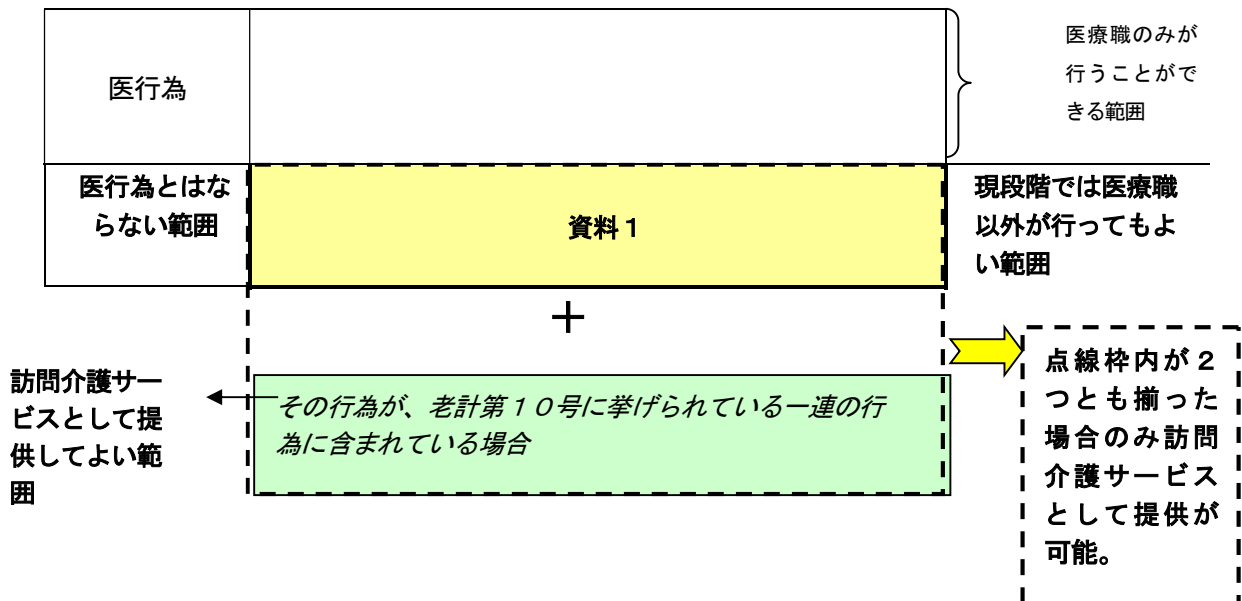 医行為
医療職のみが
行うことがで
きる範囲
医行為とはな
らない範囲
資料１
現段階では医療職
以外が行ってもよ
い範囲
＋
訪問介護サー
ビスとして提
供してよい範
囲
その行為が、老計第１０号に挙げられている一連の行
為に含まれている場合
点線枠内が２
つとも揃った
場合のみ訪問
介護サービス
として提供が
可能。